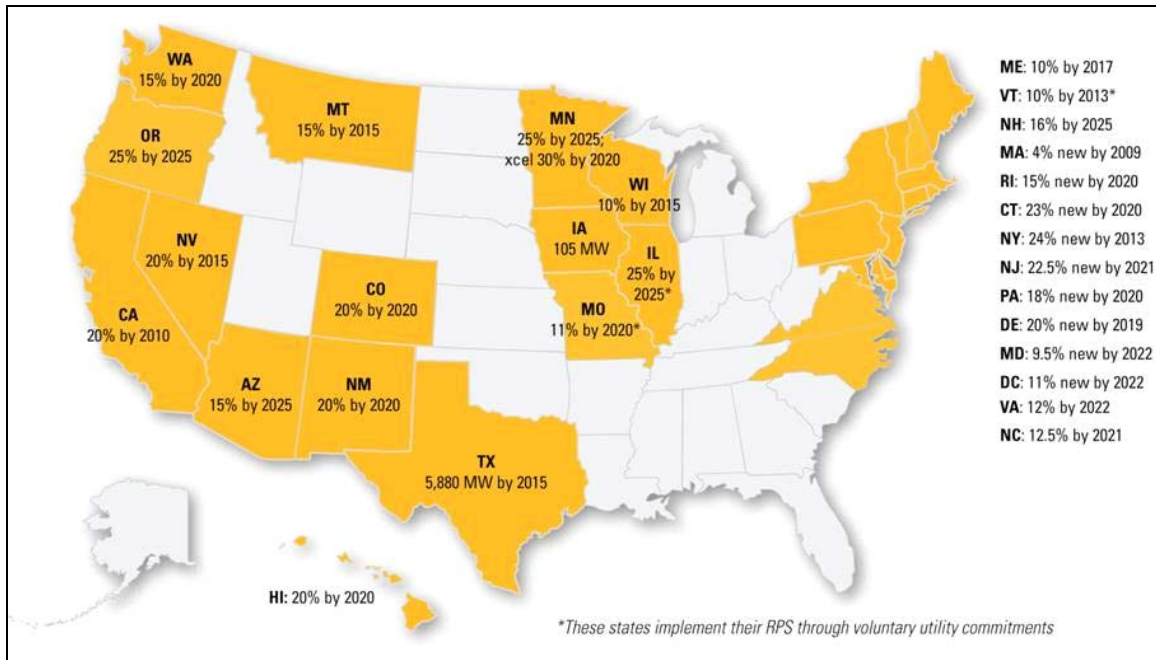 WA
15% by 2020
MT
15% by 2015
OR
25% by 2025
MN
25% by 2025;
xcel 30% by 2020
WI
10% by 2015
IA
105 MW
NV
20% by 2015
IL
25% by
2025*
CO
20% by 2020
MO
11% by 2020*
CA
20% by 2010
AZ
15% by 2025
NM
20% by 2020
TX
5,880 MW by 2015
HI: 20% by 2020
ME: 10% by 2017
VT: 10% by 2013*
NH: 16% by 2025
MA: 4% new by 2009
RI: 15% new by 2020
CT: 23% new by 2020
NY: 24% new by 2013
NJ: 22.5% new by 2021
PA: 18% new by 2020
DE: 20% new by 2019
MD: 9.5% new by 2022
DC: 11% new by 2022
VA: 12% by 2022
NC: 12.5% by 2021
*These states implement their RPS through voluntary utility commitments